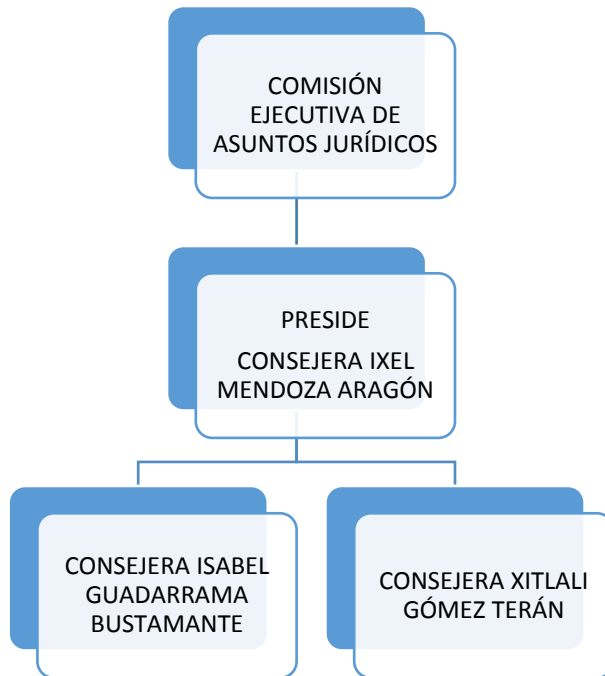 COMISIÓN
EJECUTIVA DE
ASUNTOS JURÍDICOS
PRESIDE
CONSEJERA IXEL
MENDOZA ARAGÓN
CONSEJERA ISABEL
GUADARRAMA
BUSTAMANTE
CONSEJERA XITLALI
GÓMEZ TERÁN